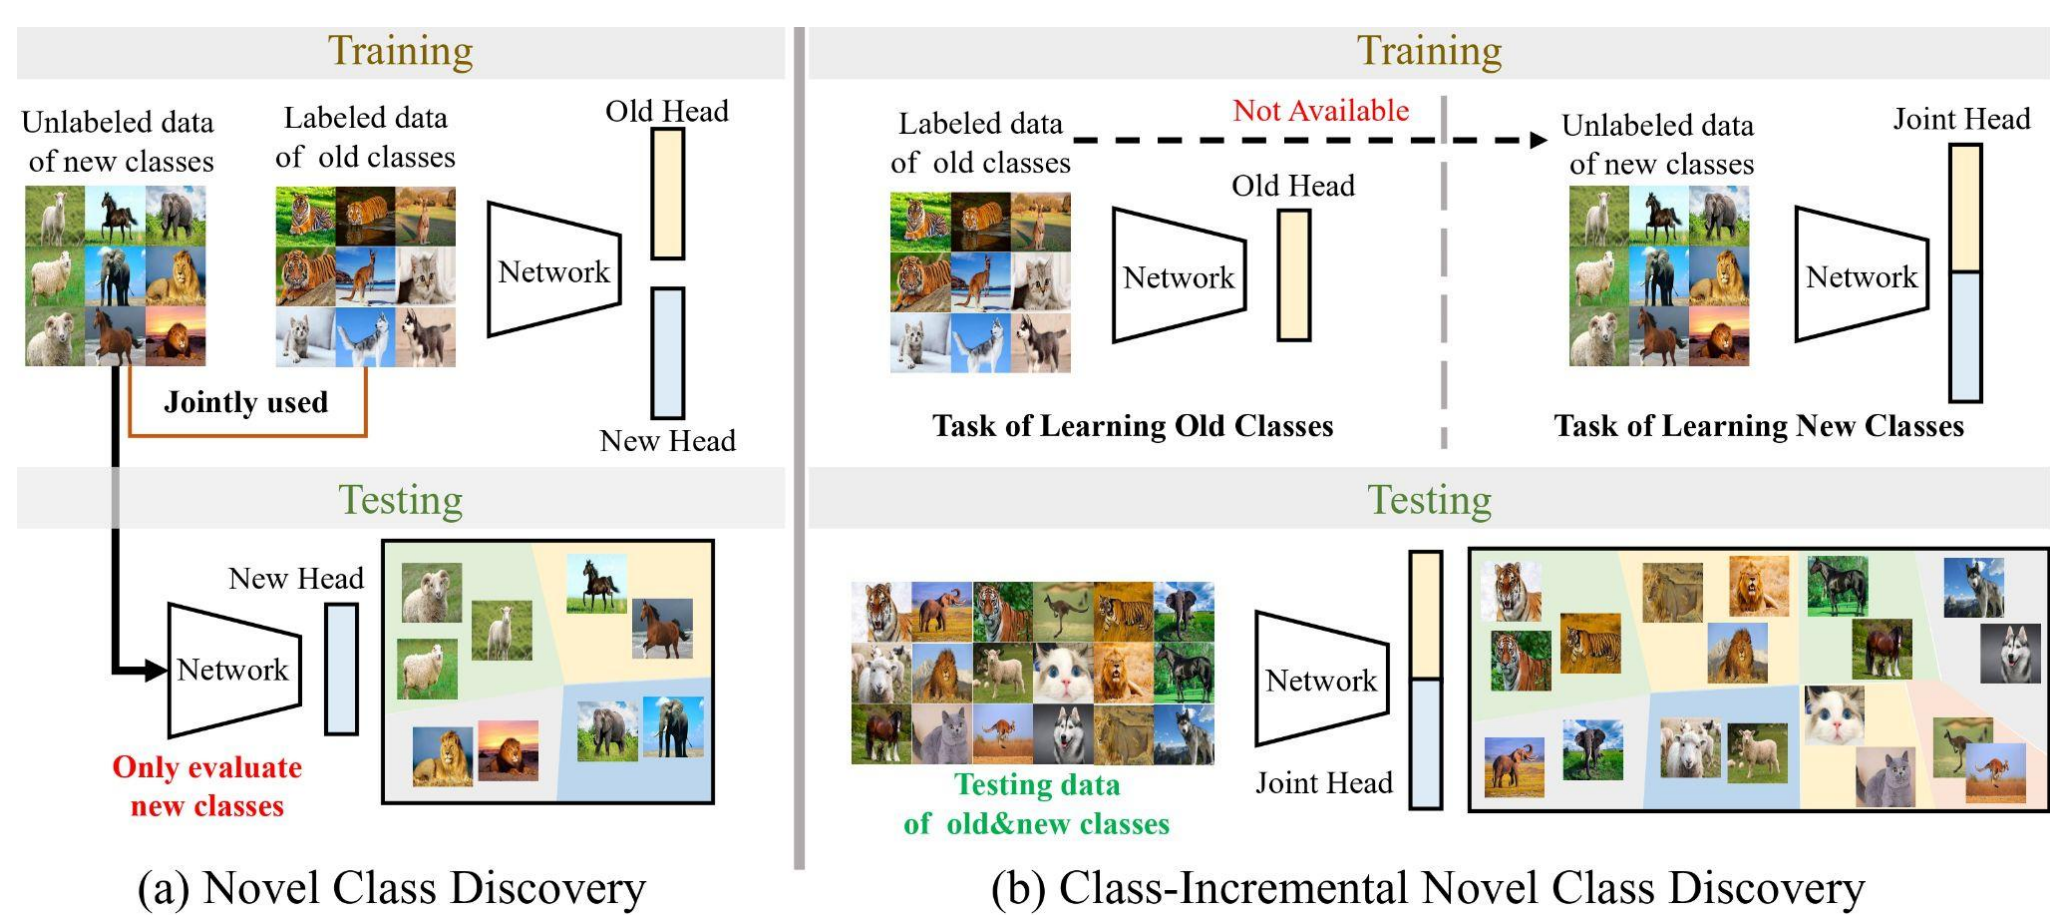 Training
Unlabeled data
of new classes
Labeled data
of old classes
Old Head
Network
Jointly used
New Head
Testing
New Head
Network
Only evaluate
new classes
(a) Novel Class Discovery
Training
Labeled data
of old classes
Not Available
Old Head
Network
Task of Learning Old Classes
Unlabeled data
of new classes
Joint Head
Network
Task of Learning New Classes
Testing
Testing data
of old&new classes
Network
Joint Head
(b) Class-Incremental Novel Class Discovery